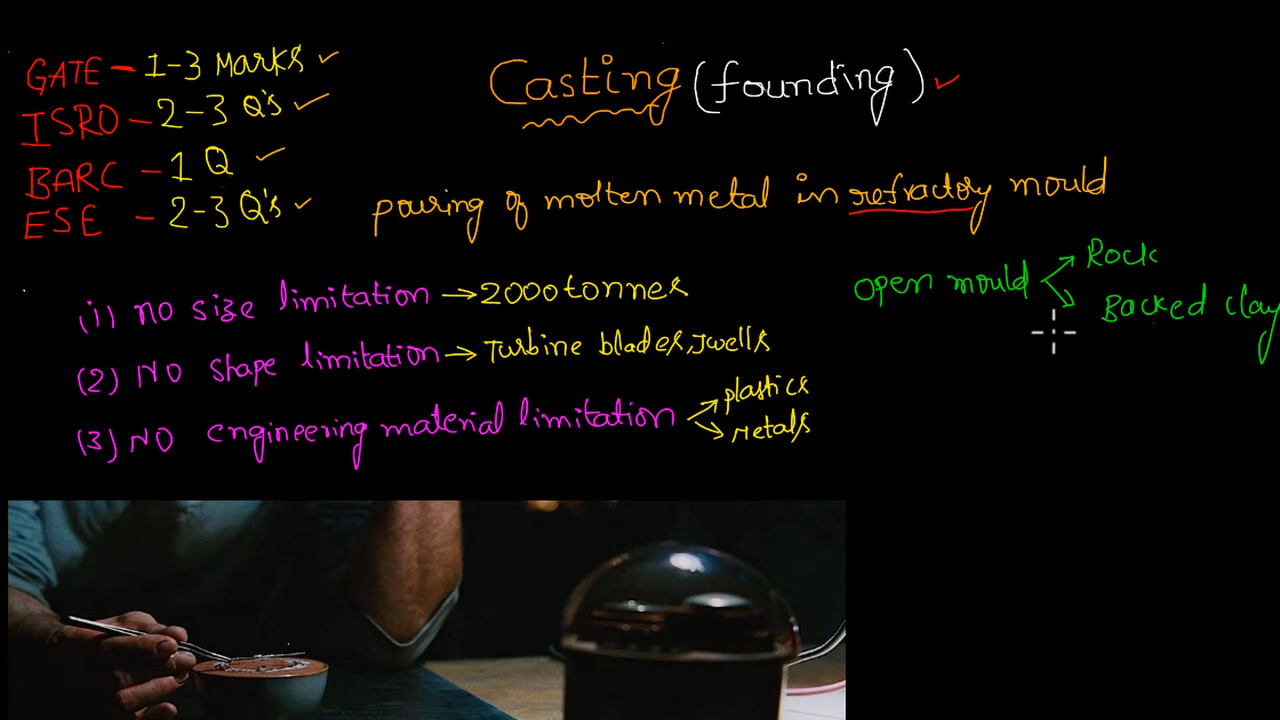 GATE - 1-3 Marks ✓
ISRO - 2-3 Q's ✓
BARC - 1 Q ✓
ESE - 2-3 Q's ✓
Casting (founding) ✓
pouring of molten metal in refractory mould
open mould
Rock
Backed clay
(1) no size limitation → 2000 tonnes
(2) NO shape limitation → Turbine blades, Jwells
(3) NO engineering material limitation
plastics
Metals